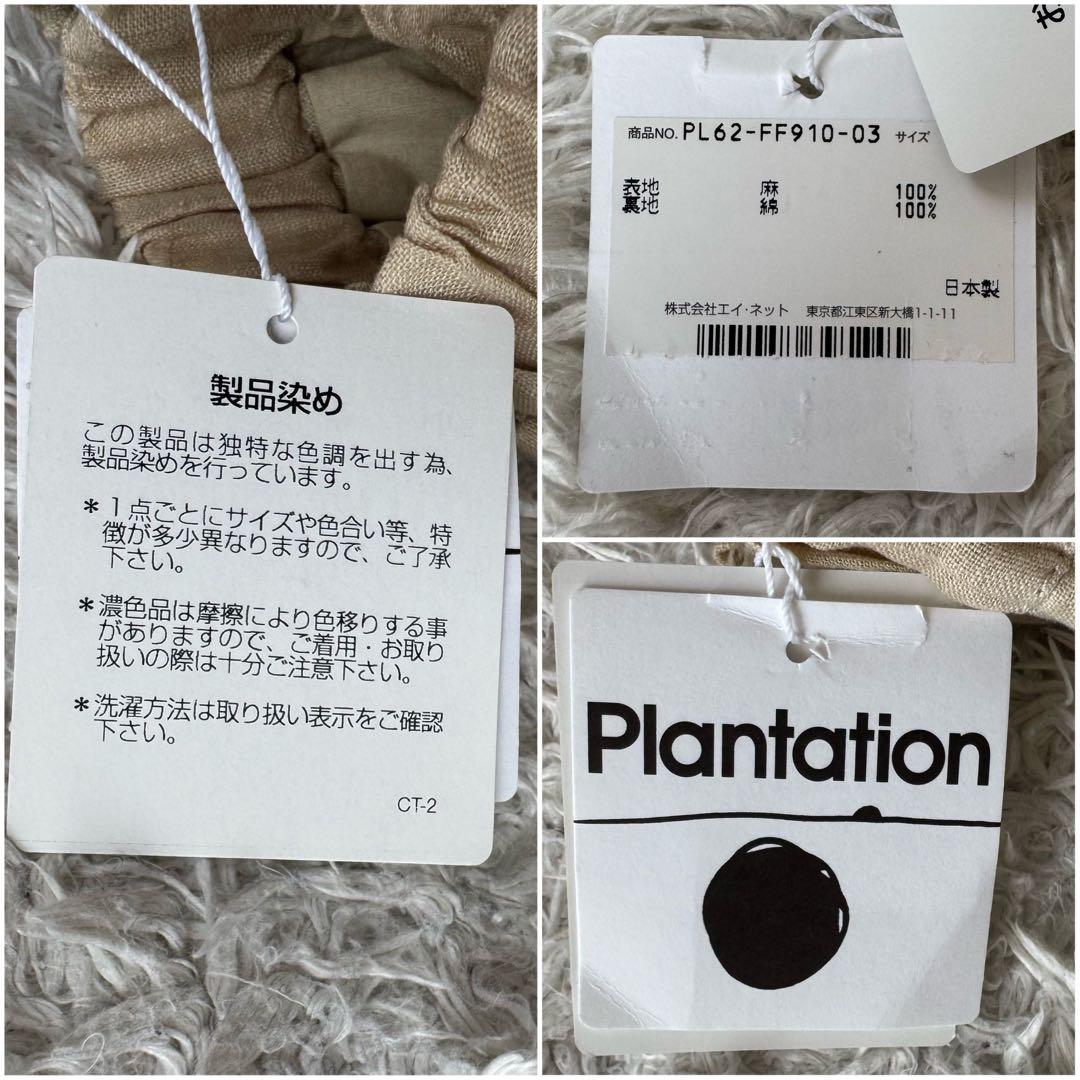 製品染め
この製品は独特な色調を出す為、
製品染めを行っています。
＊１点ごとにサイズや色合い等、特
徴が多少異なりますので、ご了承
下さい。
＊濃色品は摩擦により色移りする事
がありますので、ご着用・お取り
扱いの際は十分ご注意下さい。
＊洗濯方法は取り扱い表示をご確認
下さい。
CT-2
商品NO. PL62-FF910-03 サイズ
表地 麻 100%
裏地 綿 100%
日本製
株式会社エイ・ネット 東京都江東区新大橋1-1-11
Plantation